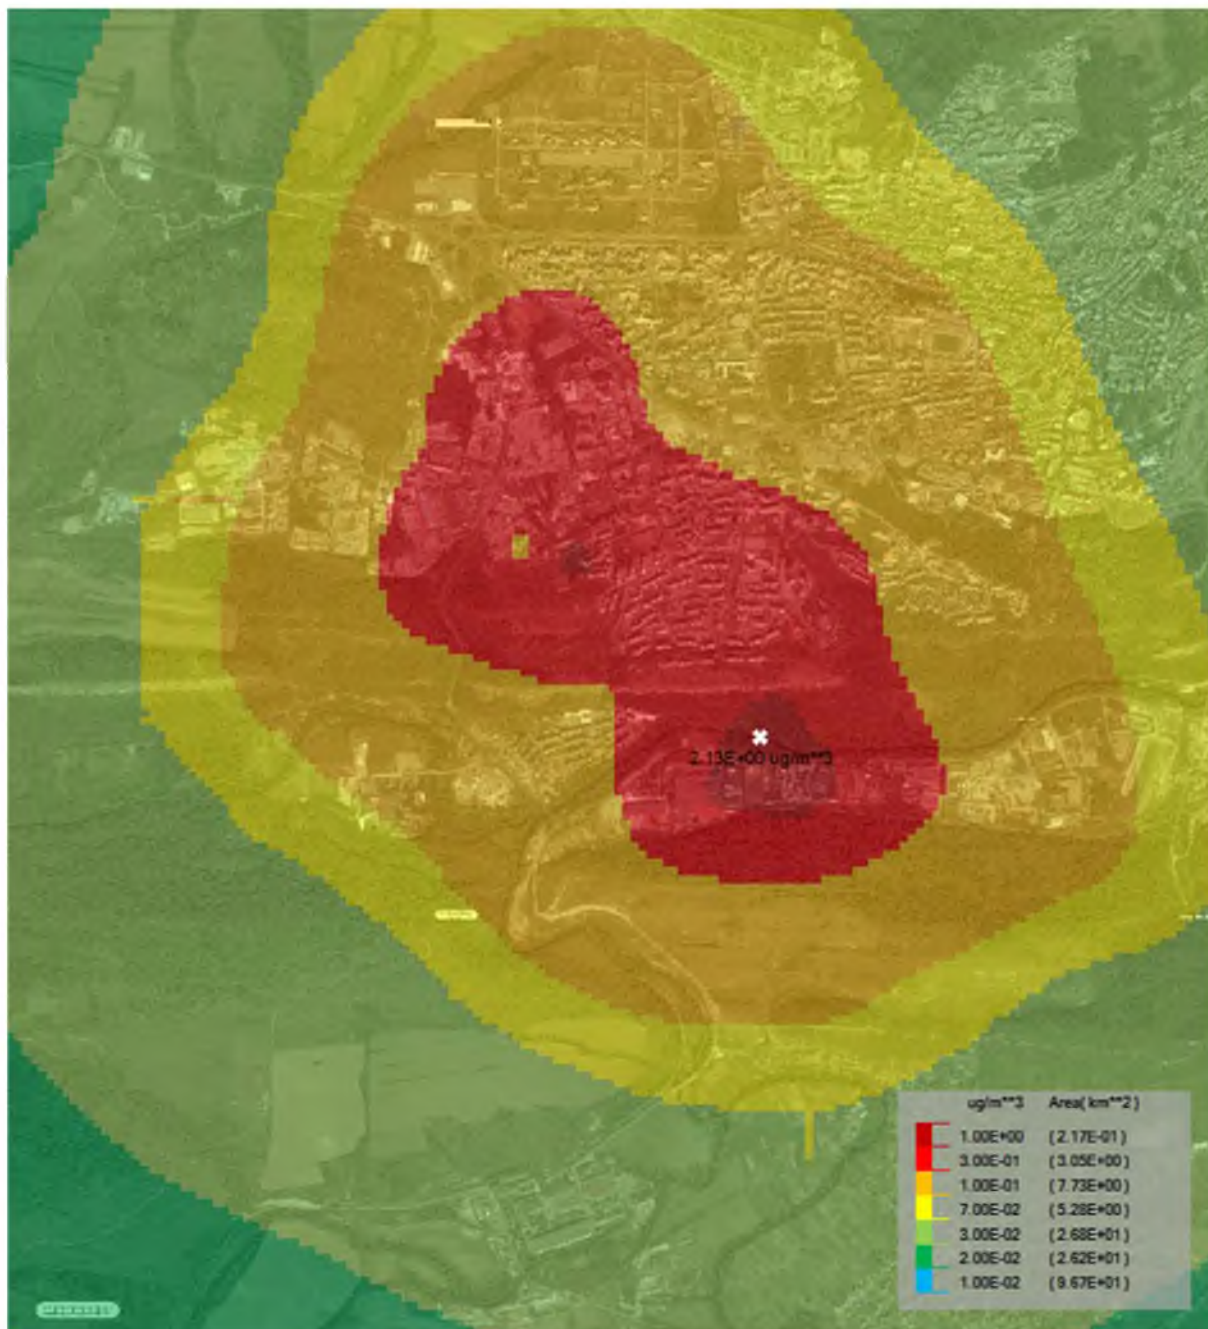 2.13E+00 ug/m**3
ug/m**3 Area( km**2 )
1.00E+00 ( 2.17E-01 )
3.00E-01 ( 3.05E+00 )
1.00E-01 ( 7.73E+00 )
7.00E-02 ( 5.28E+00 )
3.00E-02 ( 2.68E+01 )
2.00E-02 ( 2.62E+01 )
1.00E-02 ( 9.67E+01 )